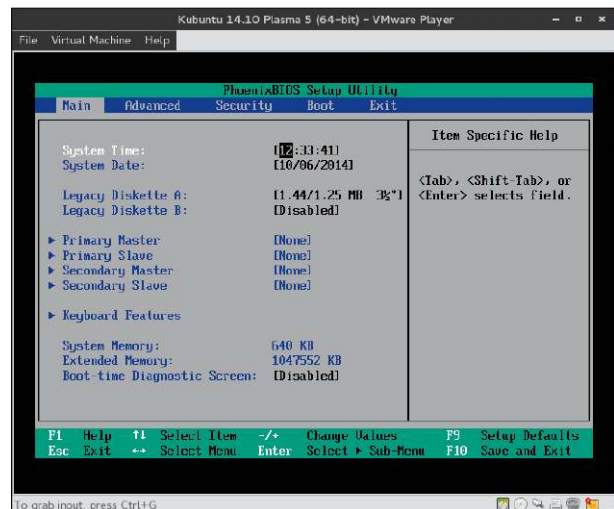 Kubuntu 14.10 Plasma 5 (64-bit) - VMware Player
File Virtual Machine Help
PhoenixBIOS Setup Utility
Main Advanced Security Boot Exit
Item Specific Help
System Time: [12:33:41]
System Date: [10/06/2014]
<Tab>, <Shift-Tab>, or
Legacy Diskette A: [1.44/1.25 MB 3½"] <Enter> selects field.
Legacy Diskette B: [Disabled]
▶ Primary Master [None]
▶ Primary Slave [None]
▶ Secondary Master [None]
▶ Secondary Slave [None]
▶ Keyboard Features
System Memory: 640 KB
Extended Memory: 1047552 KB
Boot-time Diagnostic Screen: [Disabled]
F1 Help ↑↓ Select Item -/+ Change Values F9 Setup Defaults
Esc Exit ↔ Select Menu Enter Select ▶ Sub-Menu F10 Save and Exit
To grab input, press Ctrl+G